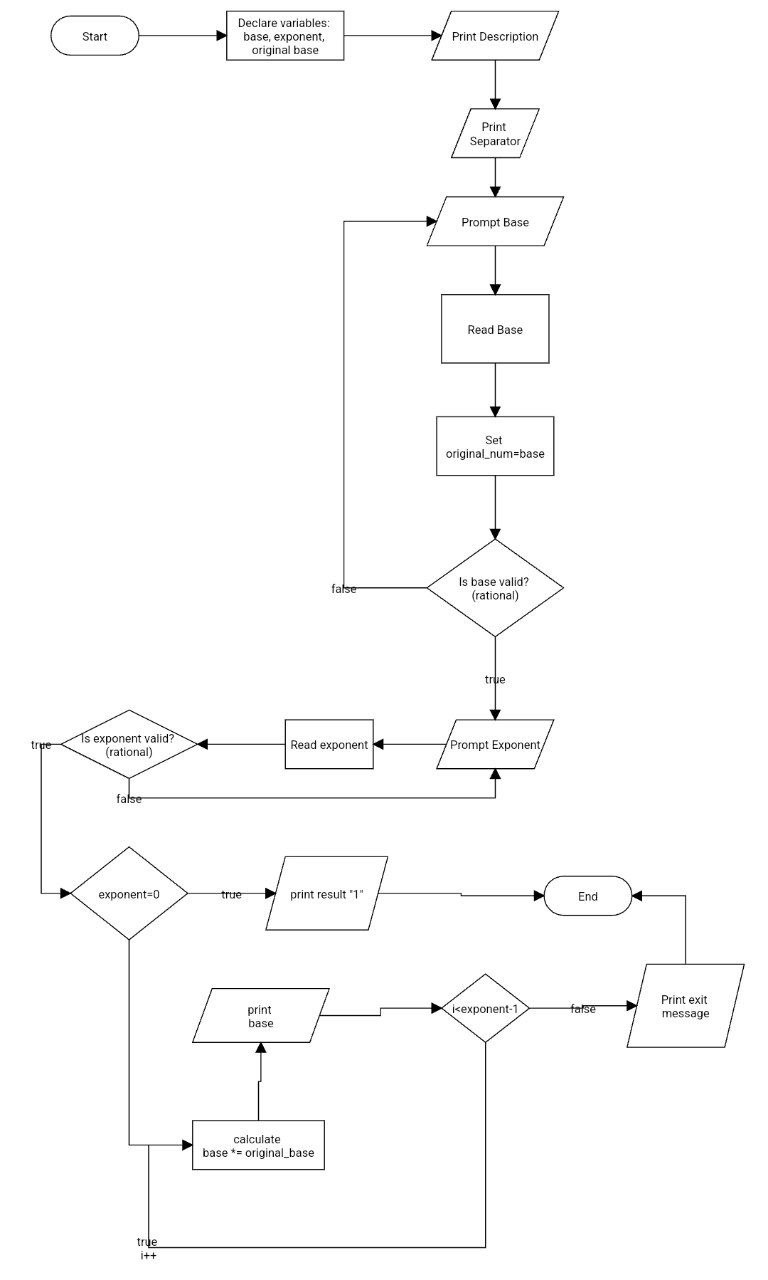 Start
Declare variables:
base, exponent,
original base
Print Description
Print
Separator
Prompt Base
Read Base
Set
original_num=base
Is base valid?
(rational)
false
true
Prompt Exponent
Read exponent
Is exponent valid?
(rational)
true
false
exponent=0
true
print result "1"
End
print
base
i<exponent-1
false
Print exit
message
calculate
base *= original_base
true
i++